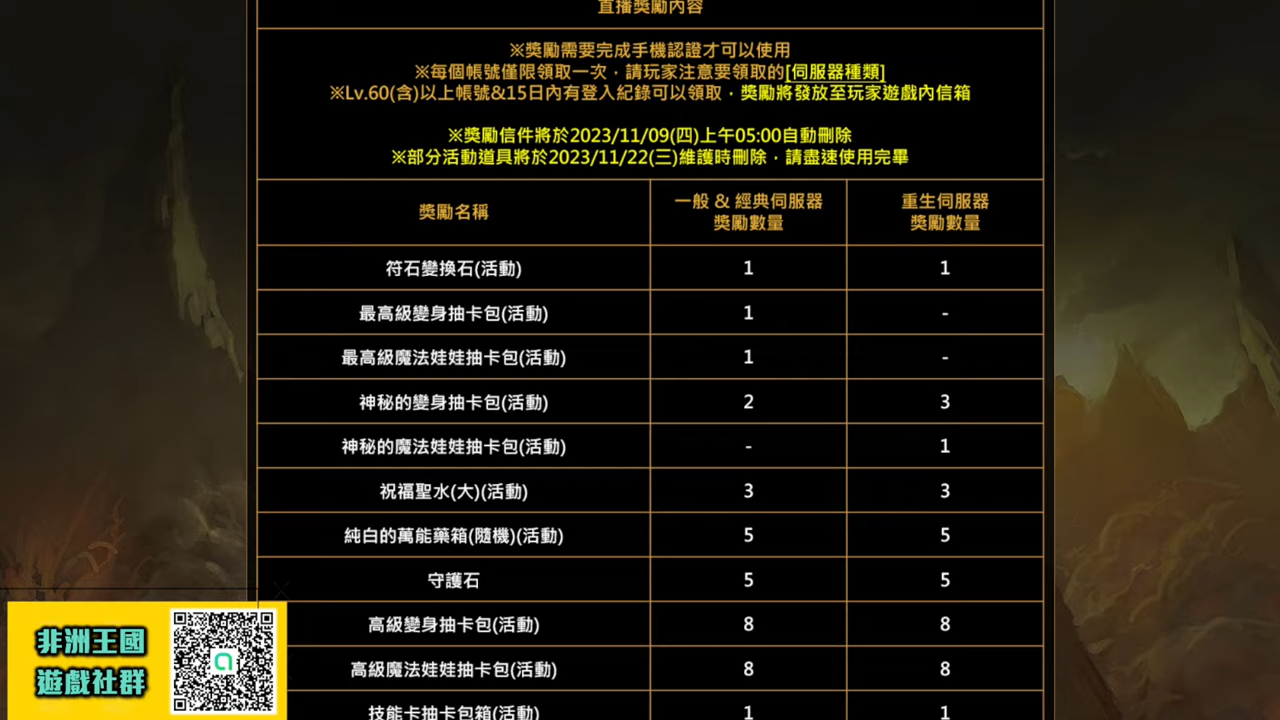 直播獎勵內容
※獎勵需要完成手機認證才可以使用
※每個帳號僅限領取一次，請玩家注意要領取的[伺服器種類]
※Lv.60(含)以上帳號&15日內有登入紀錄可以領取，獎勵將發放至玩家遊戲內信箱
※獎勵信件將於2023/11/09(四)上午05:00自動刪除
※部分活動道具將於2023/11/22(三)維護時刪除，請盡速使用完畢
獎勵名稱 一般 & 經典伺服器 重生伺服器
獎勵數量 獎勵數量
符石變換石(活動) 1 1
最高級變身抽卡包(活動) 1 -
最高級魔法娃娃抽卡包(活動) 1 -
神秘的變身抽卡包(活動) 2 3
神秘的魔法娃娃抽卡包(活動) - 1
祝福聖水(大)(活動) 3 3
純白的萬能藥箱(隨機)(活動) 5 5
守護石 5 5
高級變身抽卡包(活動) 8 8
高級魔法娃娃抽卡包(活動) 8 8
技能卡抽卡包箱(活動) 1 1
非洲王國
遊戲社群